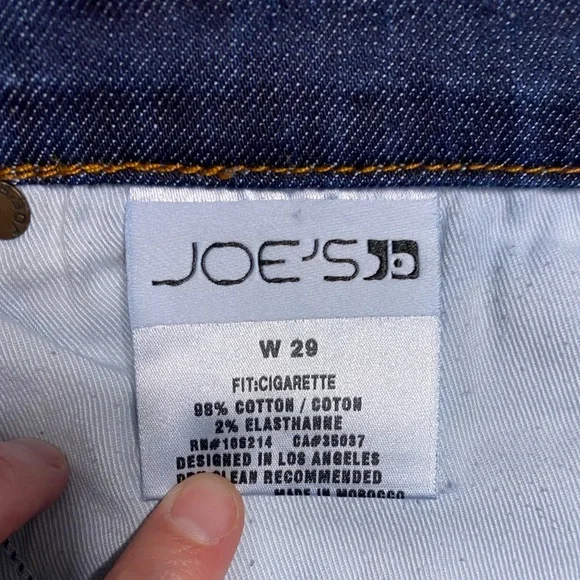 JOE'S
W 29
FIT:CIGARETTE
98% COTTON / COTON
2% ELASTHANNE
RN#106214 CA#35037
DESIGNED IN LOS ANGELES
CLEAN RECOMMENDED
MADE IN MOROCCO